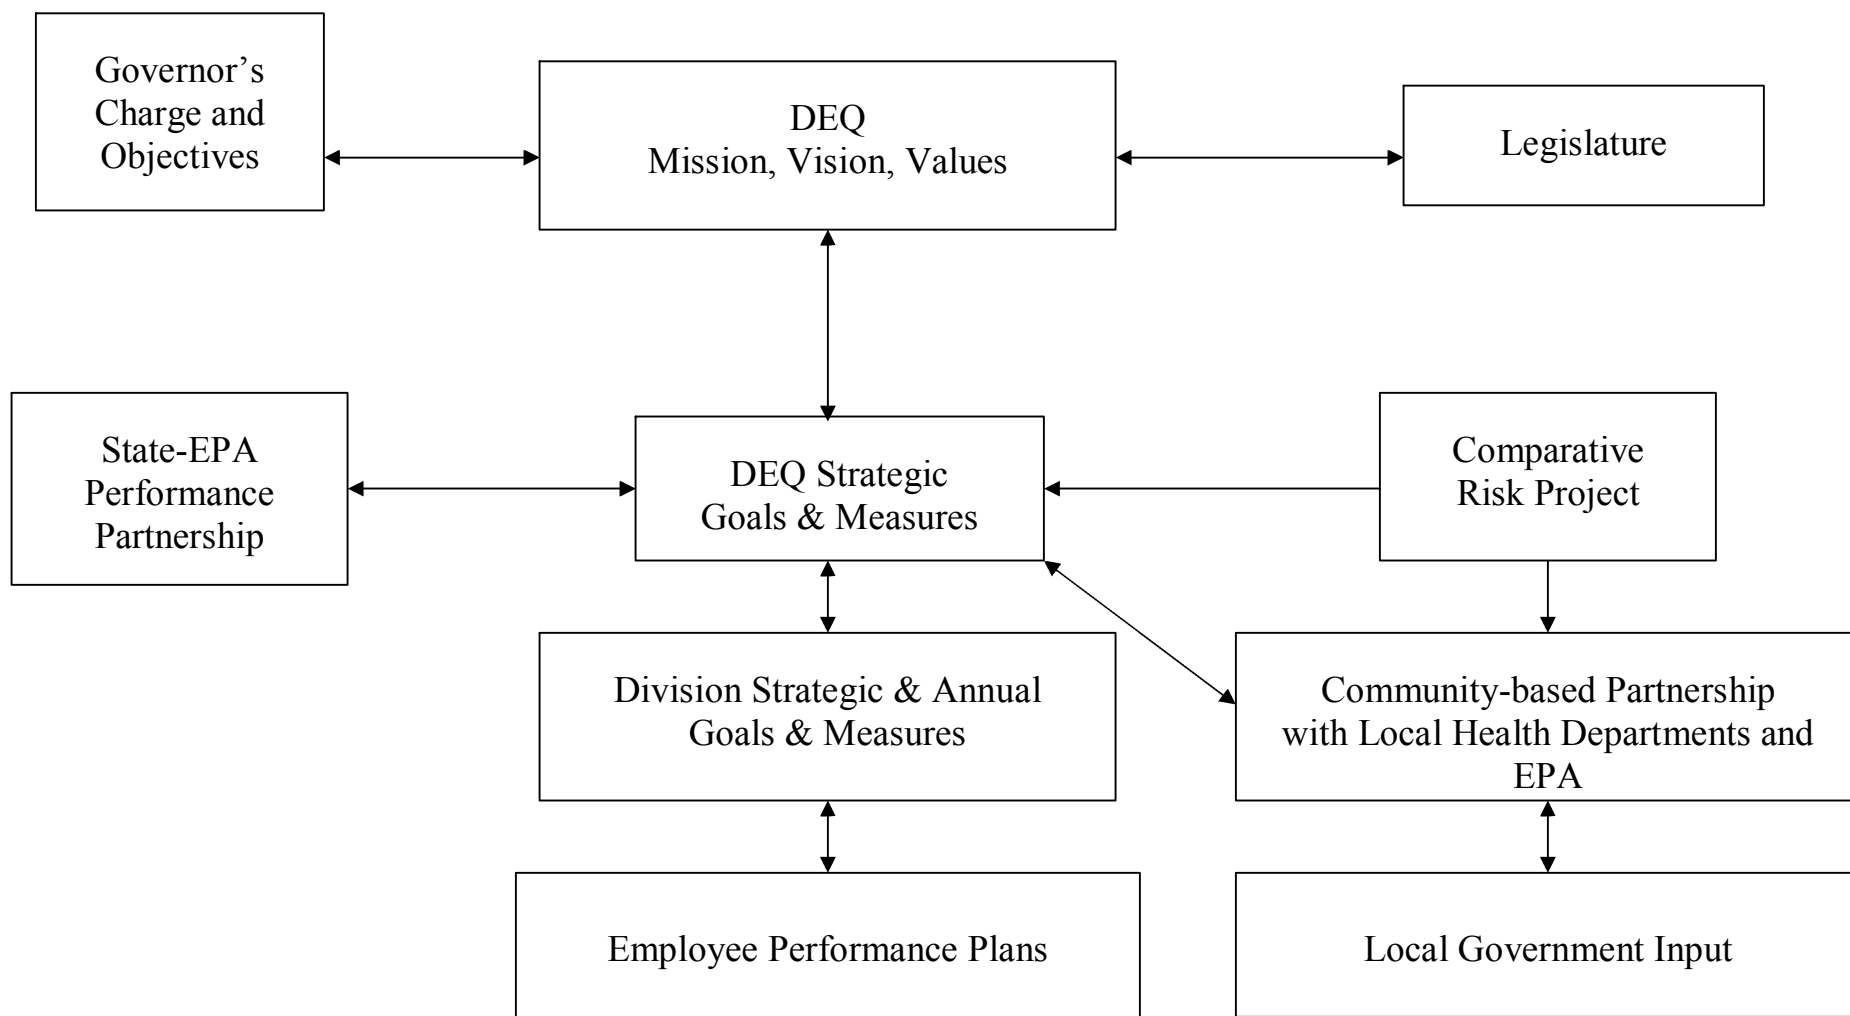 Governor’s
Charge and
Objectives
DEQ
Mission, Vision, Values
Legislature
State-EPA
Performance
Partnership
DEQ Strategic
Goals & Measures
Comparative
Risk Project
Division Strategic & Annual
Goals & Measures
Community-based Partnership
with Local Health Departments and
EPA
Employee Performance Plans
Local Government Input